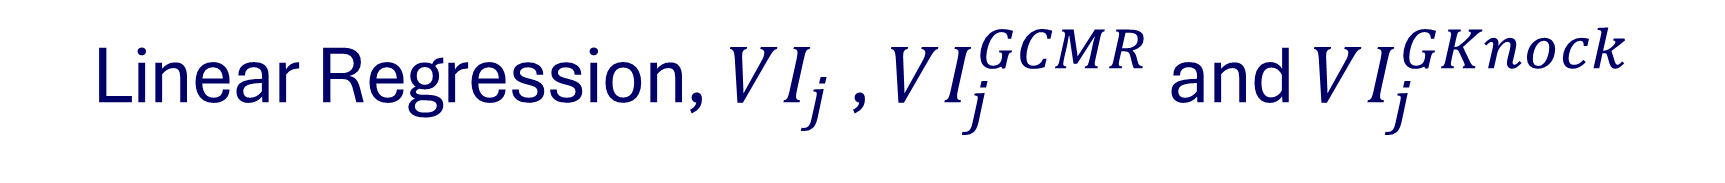 Linear Regression, $VI_j$ , $VI_j^{GCMR}$ and $VI_j^{GKnock}$